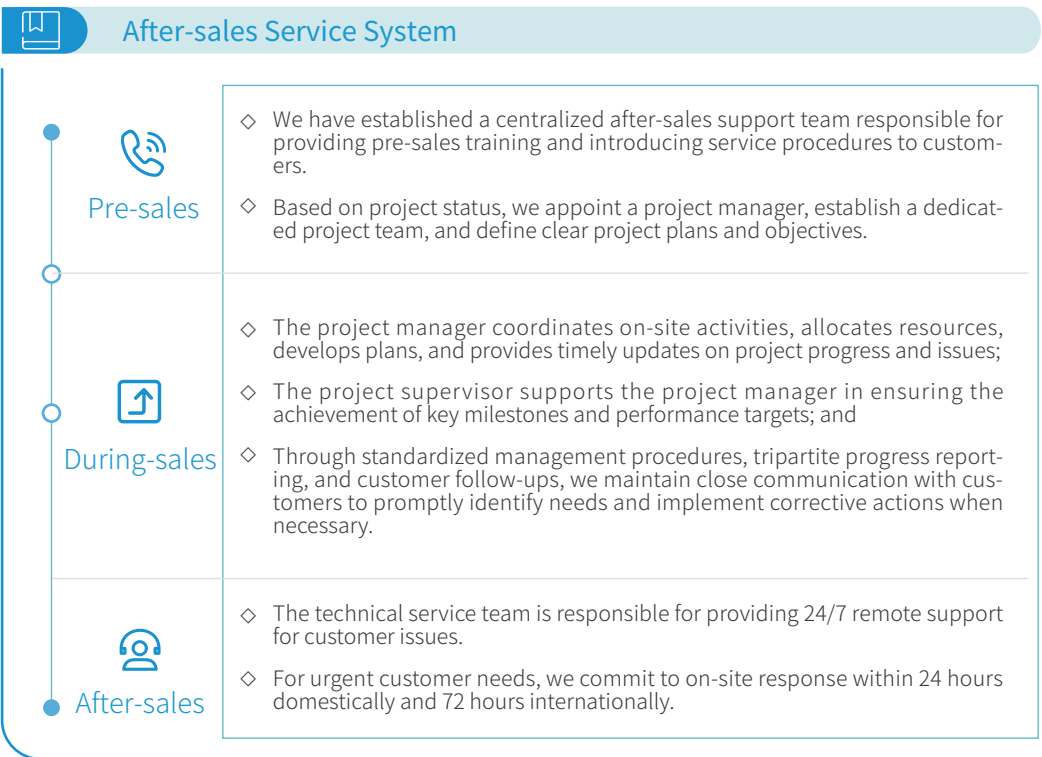 After-sales Service System
Pre-sales
◇ We have established a centralized after-sales support team responsible for
providing pre-sales training and introducing service procedures to custom-
ers.
◇ Based on project status, we appoint a project manager, establish a dedicat-
ed project team, and define clear project plans and objectives.
During-sales
◇ The project manager coordinates on-site activities, allocates resources,
develops plans, and provides timely updates on project progress and issues;
◇ The project supervisor supports the project manager in ensuring the
achievement of key milestones and performance targets; and
◇ Through standardized management procedures, tripartite progress report-
ing, and customer follow-ups, we maintain close communication with cus-
tomers to promptly identify needs and implement corrective actions when
necessary.
After-sales
◇ The technical service team is responsible for providing 24/7 remote support
for customer issues.
◇ For urgent customer needs, we commit to on-site response within 24 hours
domestically and 72 hours internationally.